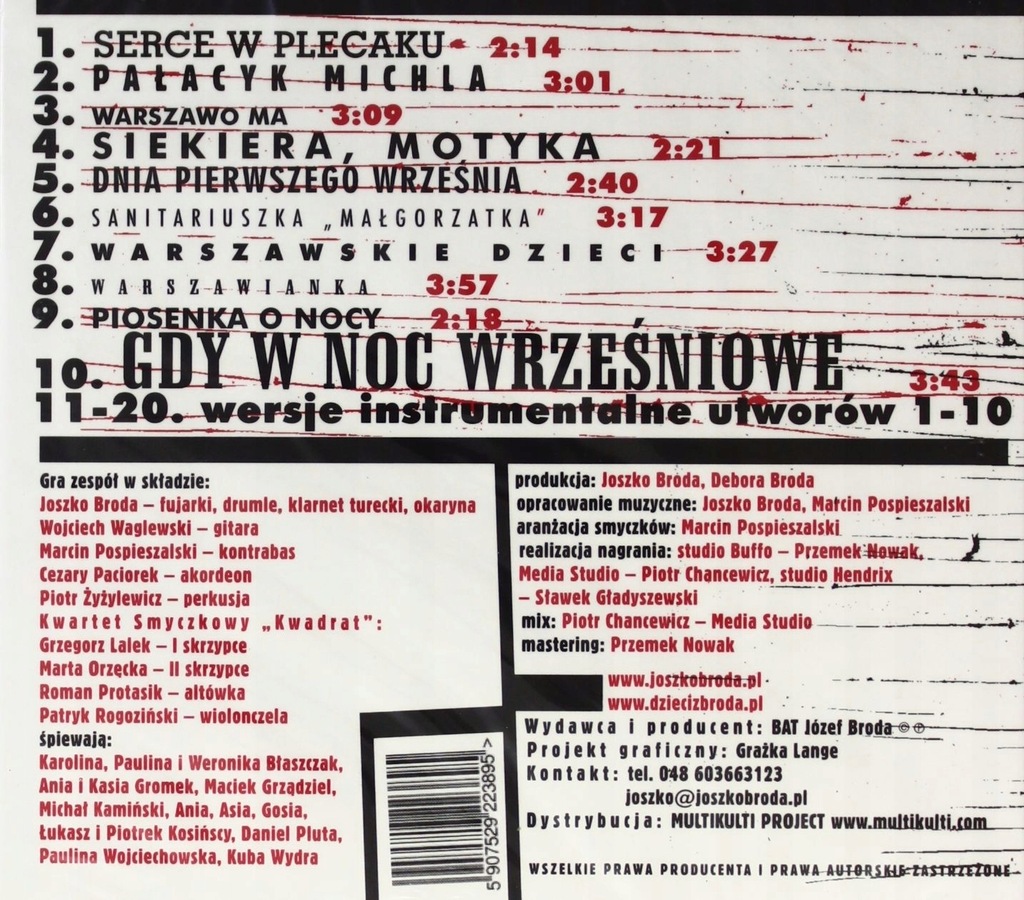 1. SERCE W PLECAKU 2:14
2. PAŁACYK MICHLA 3:01
3. WARSZAWO MA 3:09
4. SIEKIERA, MOTYKA 2:21
5. DNIA PIERWSZEGO WRZEŚNIA 2:40
6. SANITARIUSZKA „MAŁGORZATKA” 3:17
7. WARSZAWSKIE DZIECI 3:27
8. WARSZAWIANKA 3:57
9. PIOSENKA O NOCY 2:18
10. GDY W NOC WRZEŚNIOWE 3:43
11-20. wersje instrumentalne utworów 1-10
Gra zespół w składzie:
Joszko Broda – fujarki, drumle, klarnet turecki, okaryna
Wojciech Waglewski – gitara
Marcin Pospieszalski – kontrabas
Cezary Paciorek – akordeon
Piotr Żyżylewicz – perkusja
Kwartet Smyczkowy „Kwadrat”:
Grzegorz Lalek – I skrzypce
Marta Orzęcka – II skrzypce
Roman Protasik – altówka
Patryk Rogoziński – wiolonczela
śpiewają:
Karolina, Paulina i Weronika Błaszczak,
Ania i Kasia Gromek, Maciek Grządziel,
Michał Kamiński, Ania, Asia, Gosia,
Łukasz i Piotrek Kosińscy, Daniel Pluta,
Paulina Wojciechowska, Kuba Wydra
5 907529 223895 >
produkcja: Joszko Broda, Debora Broda
opracowanie muzyczne: Joszko Broda, Marcin Pospieszalski
aranżacja smyczków: Marcin Pospieszalski
realizacja nagrania: studio Buffo – Przemek Nowak,
Media Studio – Piotr Chancewicz, studio Hendrix
– Sławek Gładyszewski
mix: Piotr Chancewicz – Media Studio
mastering: Przemek Nowak
www.joszkobroda.pl
www.dziecizbroda.pl
Wydawca i producent: BAT Józef Broda © ℗
Projekt graficzny: Grażka Lange
Kontakt: tel. 048 603663123
joszko@joszkobroda.pl
Dystrybucja: MULTIKULTI PROJECT www.multikulti.com
WSZELKIE PRAWA PRODUCENTA I PRAWA AUTORSKIE ZASTRZEŻONE